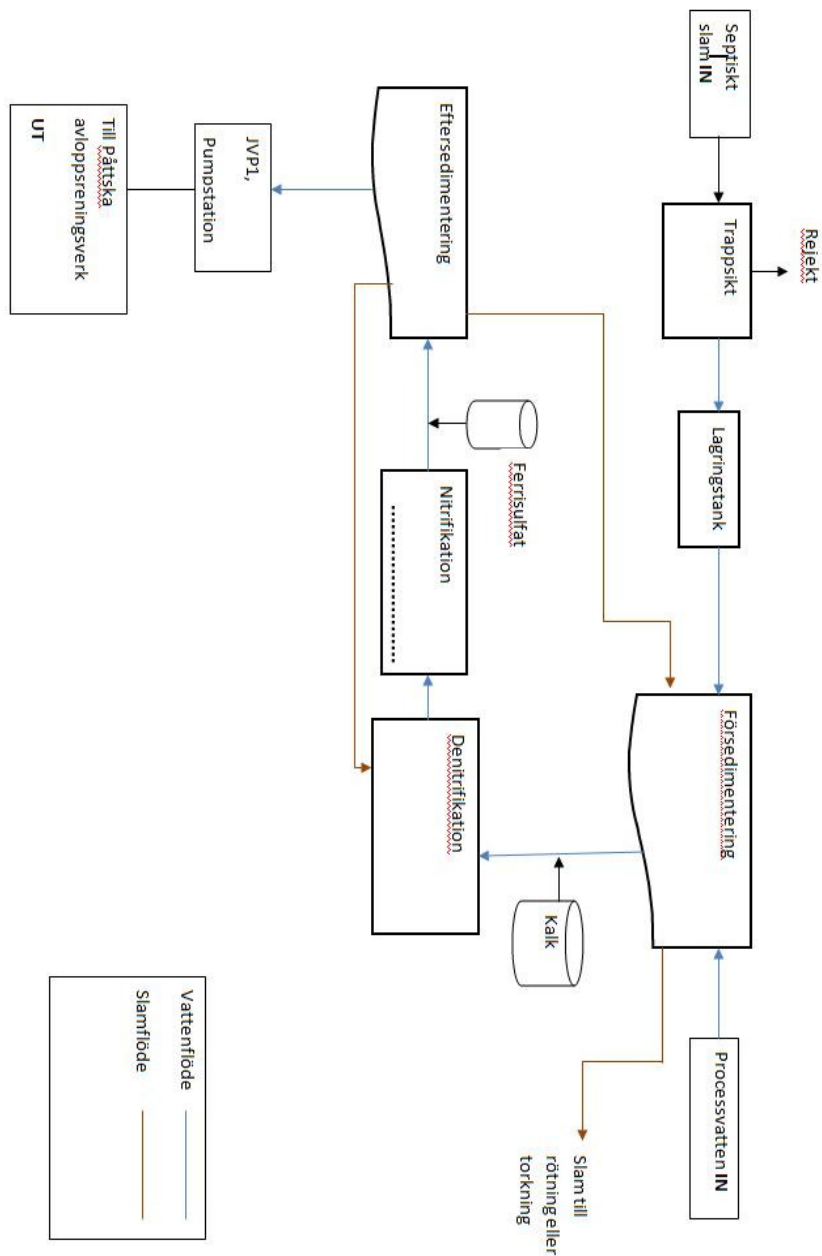 Septiskt
slam IN
Trappsikt
Rejekt
Lagringstank
Försedimentering
Processvatten IN
Eftersedimentering
Ferrisulfat
Nitrifikation
Denitrifikation
Kalk
Slam till
rötning eller
torkning
JVP1,
Pumpstation
Till Påttska
avloppsreningsverk
UT
Vattenflöde
Slamflöde